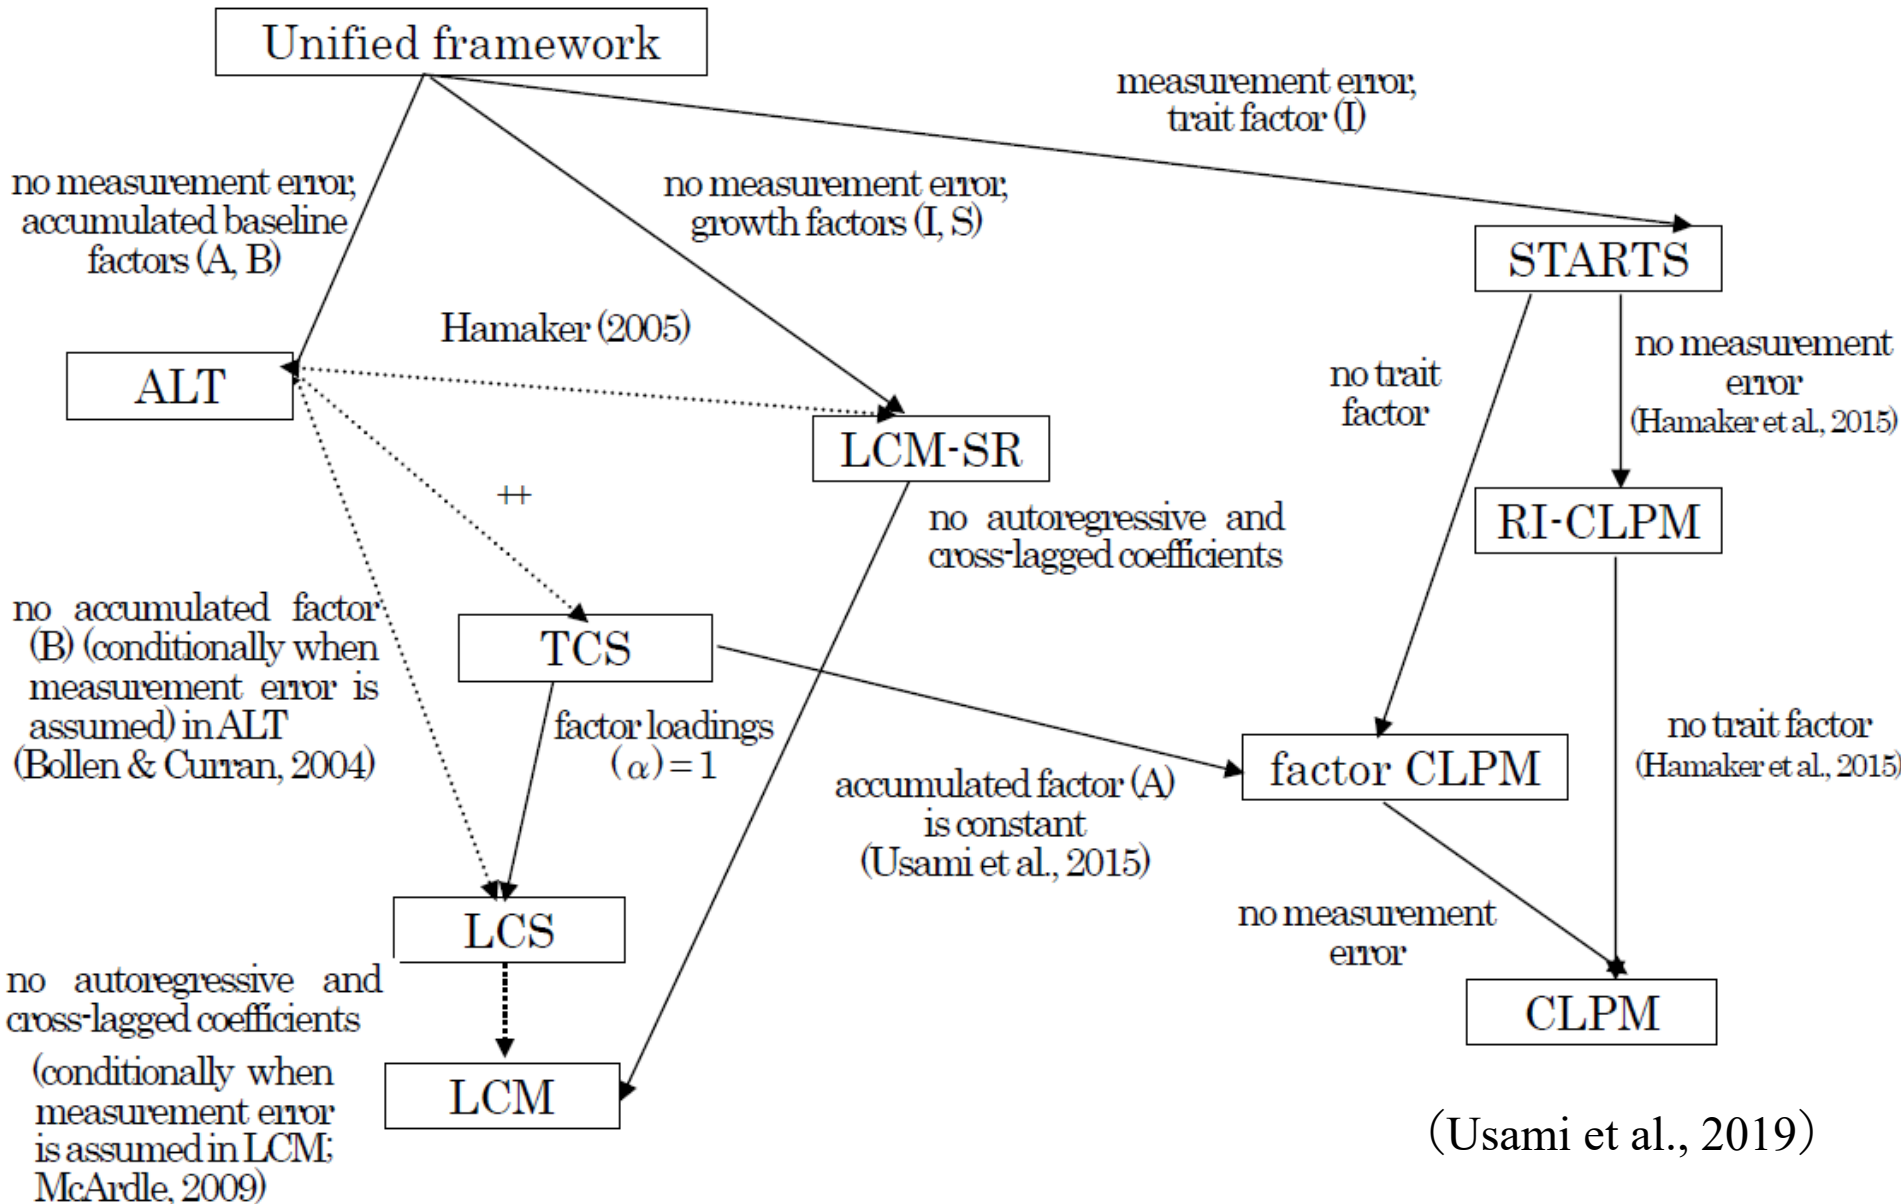 Unified framework
measurement error,
trait factor (I)
no measurement error,
accumulated baseline
factors (A, B)
no measurement error,
growth factors (I, S)
STARTS
Hamaker (2005)
ALT
LCM-SR
no trait
factor
no measurement
error
(Hamaker et al., 2015)
++
no autoregressive and
cross-lagged coefficients
RI-CLPM
no accumulated factor
(B) (conditionally when
measurement error is
assumed) in ALT
(Bollen & Curran, 2004)
TCS
factor loadings
(α) = 1
accumulated factor (A)
is constant
(Usami et al., 2015)
factor CLPM
no trait factor
(Hamaker et al., 2015)
LCS
no measurement
error
no autoregressive and
cross-lagged coefficients
(conditionally when
measurement error
is assumed in LCM;
McArdle, 2009)
LCM
CLPM
(Usami et al., 2019)